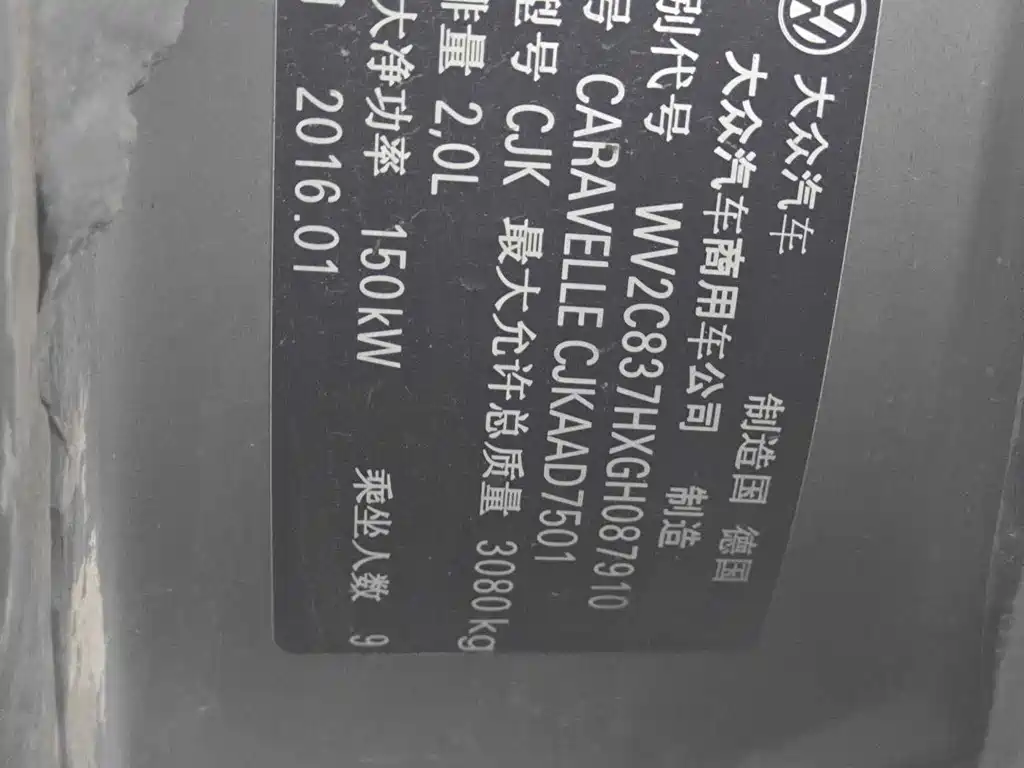 大众汽车 制造国 德国
大众汽车商用车公司 制造
别代号 WV2C837HXGH087910
号 CARAVELLE CJKAAD7501
型号 CJK 最大允许总质量 3080kg
排量 2,0L
大净功率 150kW 乘坐人数 9
2016.01